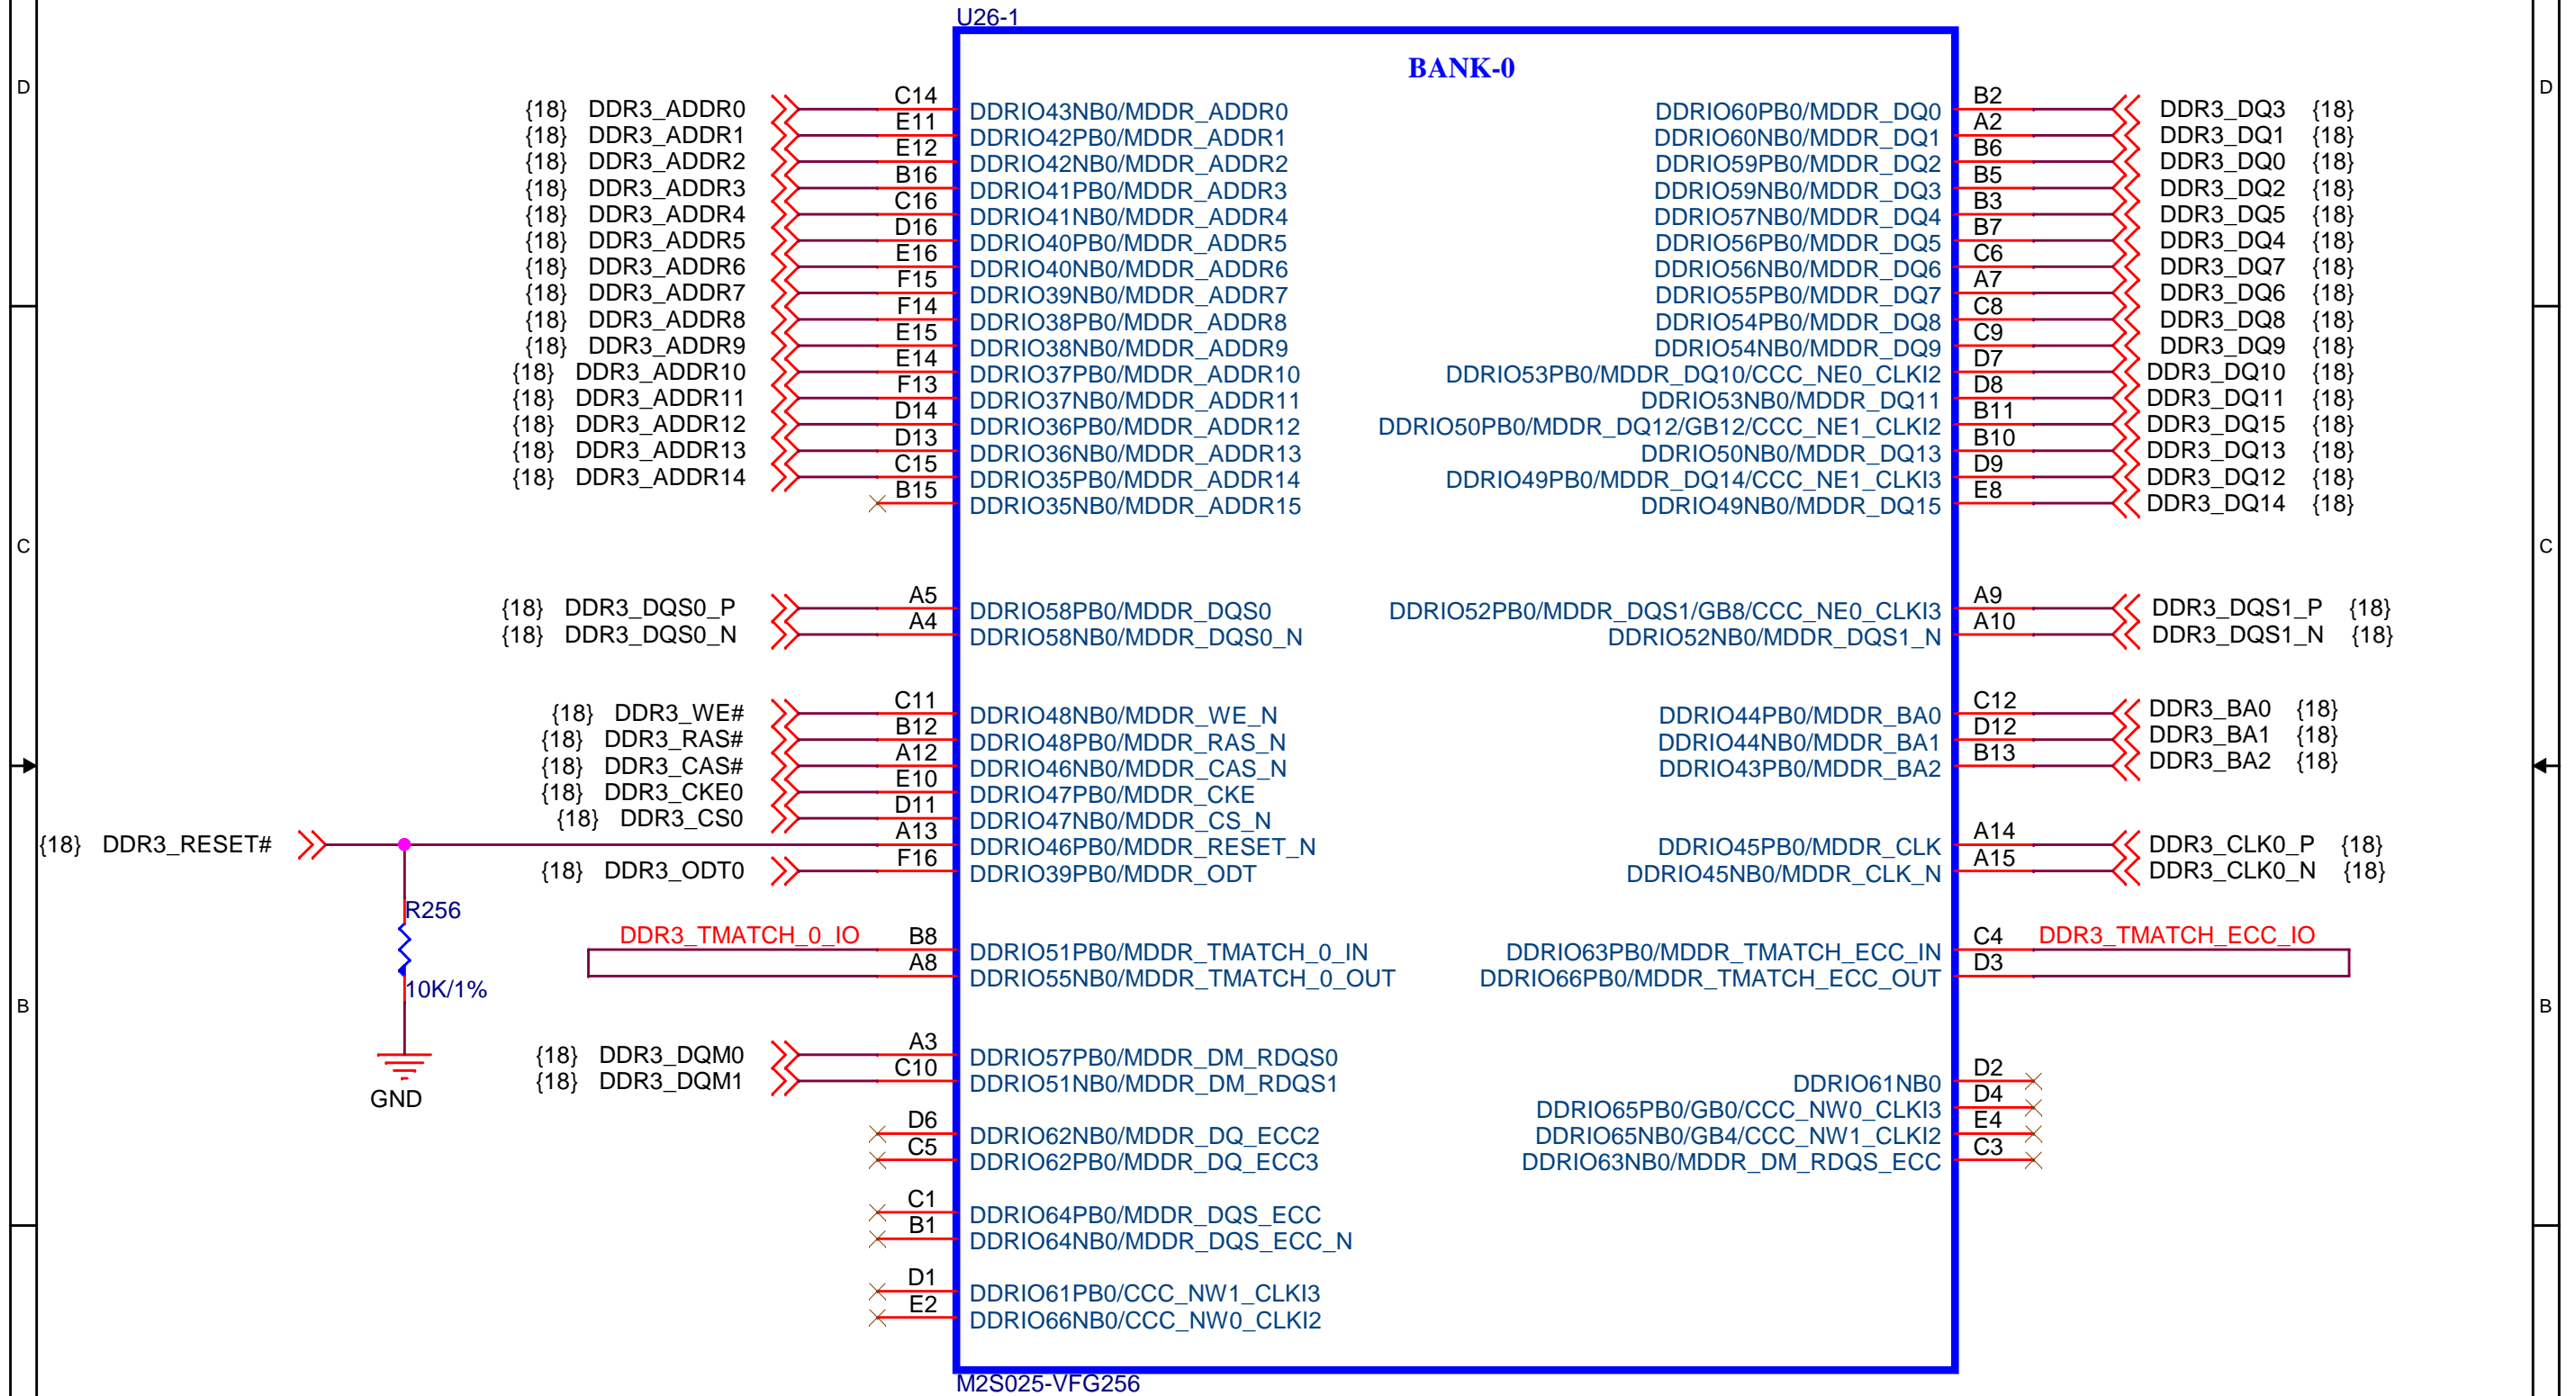 U26-1
BANK-0
D D
{18} DDR3_ADDR0 C14 DDRIO43NB0/MDDR_ADDR0 DDRIO60PB0/MDDR_DQ0 B2 DDR3_DQ3 {18}
{18} DDR3_ADDR1 E11 DDRIO42PB0/MDDR_ADDR1 DDRIO60NB0/MDDR_DQ1 A2 DDR3_DQ1 {18}
{18} DDR3_ADDR2 E12 DDRIO42NB0/MDDR_ADDR2 DDRIO59PB0/MDDR_DQ2 B6 DDR3_DQ0 {18}
{18} DDR3_ADDR3 B16 DDRIO41PB0/MDDR_ADDR3 DDRIO59NB0/MDDR_DQ3 B5 DDR3_DQ2 {18}
{18} DDR3_ADDR4 C16 DDRIO41NB0/MDDR_ADDR4 DDRIO57NB0/MDDR_DQ4 B3 DDR3_DQ5 {18}
{18} DDR3_ADDR5 D16 DDRIO40PB0/MDDR_ADDR5 DDRIO56PB0/MDDR_DQ5 B7 DDR3_DQ4 {18}
{18} DDR3_ADDR6 E16 DDRIO40NB0/MDDR_ADDR6 DDRIO56NB0/MDDR_DQ6 C6 DDR3_DQ7 {18}
{18} DDR3_ADDR7 F15 DDRIO39NB0/MDDR_ADDR7 DDRIO55PB0/MDDR_DQ7 A7 DDR3_DQ6 {18}
{18} DDR3_ADDR8 F14 DDRIO38PB0/MDDR_ADDR8 DDRIO54PB0/MDDR_DQ8 C8 DDR3_DQ8 {18}
{18} DDR3_ADDR9 E15 DDRIO38NB0/MDDR_ADDR9 DDRIO54NB0/MDDR_DQ9 C9 DDR3_DQ9 {18}
{18} DDR3_ADDR10 E14 DDRIO37PB0/MDDR_ADDR10 DDRIO53PB0/MDDR_DQ10/CCC_NE0_CLKI2 D7 DDR3_DQ10 {18}
{18} DDR3_ADDR11 F13 DDRIO37NB0/MDDR_ADDR11 DDRIO53NB0/MDDR_DQ11 D8 DDR3_DQ11 {18}
{18} DDR3_ADDR12 D14 DDRIO36PB0/MDDR_ADDR12 DDRIO50PB0/MDDR_DQ12/GB12/CCC_NE1_CLKI2 B11 DDR3_DQ15 {18}
{18} DDR3_ADDR13 D13 DDRIO36NB0/MDDR_ADDR13 DDRIO50NB0/MDDR_DQ13 B10 DDR3_DQ13 {18}
{18} DDR3_ADDR14 C15 DDRIO35PB0/MDDR_ADDR14 DDRIO49PB0/MDDR_DQ14/CCC_NE1_CLKI3 D9 DDR3_DQ12 {18}
B15 DDRIO35NB0/MDDR_ADDR15 DDRIO49NB0/MDDR_DQ15 E8 DDR3_DQ14 {18}
C C
{18} DDR3_DQS0_P A5 DDRIO58PB0/MDDR_DQS0 DDRIO52PB0/MDDR_DQS1/GB8/CCC_NE0_CLKI3 A9 DDR3_DQS1_P {18}
{18} DDR3_DQS0_N A4 DDRIO58NB0/MDDR_DQS0_N DDRIO52NB0/MDDR_DQS1_N A10 DDR3_DQS1_N {18}
{18} DDR3_WE# C11 DDRIO48NB0/MDDR_WE_N DDRIO44PB0/MDDR_BA0 C12 DDR3_BA0 {18}
{18} DDR3_RAS# B12 DDRIO48PB0/MDDR_RAS_N DDRIO44NB0/MDDR_BA1 D12 DDR3_BA1 {18}
{18} DDR3_CAS# A12 DDRIO46NB0/MDDR_CAS_N DDRIO43PB0/MDDR_BA2 B13 DDR3_BA2 {18}
{18} DDR3_CKE0 E10 DDRIO47PB0/MDDR_CKE
{18} DDR3_CS0 D11 DDRIO47NB0/MDDR_CS_N
{18} DDR3_RESET# A13 DDRIO46PB0/MDDR_RESET_N DDRIO45PB0/MDDR_CLK A14 DDR3_CLK0_P {18}
{18} DDR3_ODT0 F16 DDRIO39PB0/MDDR_ODT DDRIO45NB0/MDDR_CLK_N A15 DDR3_CLK0_N {18}
R256
DDR3_TMATCH_0_IO B8 DDRIO51PB0/MDDR_TMATCH_0_IN DDRIO63PB0/MDDR_TMATCH_ECC_IN C4 DDR3_TMATCH_ECC_IO
A8 DDRIO55NB0/MDDR_TMATCH_0_OUT DDRIO66PB0/MDDR_TMATCH_ECC_OUT D3
10K/1%
B B
{18} DDR3_DQM0 A3 DDRIO57PB0/MDDR_DM_RDQS0
{18} DDR3_DQM1 C10 DDRIO51NB0/MDDR_DM_RDQS1 DDRIO61NB0 D2
GND
DDRIO65PB0/GB0/CCC_NW0_CLKI3 D4
D6 DDRIO62NB0/MDDR_DQ_ECC2 DDRIO65NB0/GB4/CCC_NW1_CLKI2 E4
C5 DDRIO62PB0/MDDR_DQ_ECC3 DDRIO63NB0/MDDR_DM_RDQS_ECC C3
C1 DDRIO64PB0/MDDR_DQS_ECC
B1 DDRIO64NB0/MDDR_DQS_ECC_N
D1 DDRIO61PB0/CCC_NW1_CLKI3
E2 DDRIO66NB0/CCC_NW0_CLKI2
M2S025-VFG256